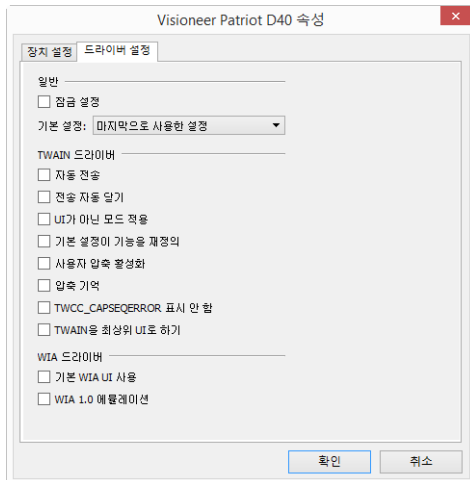 Visioneer Patriot D40 속성
장치 설정 드라이버 설정
일반
잠금 설정
기본 설정: 마지막으로 사용한 설정
TWAIN 드라이버
자동 전송
전송 자동 닫기
UI가 아닌 모드 적용
기본 설정이 기능을 재정의
사용자 압축 활성화
압축 기억
TWCC_CAPSEQERROR 표시 안 함
TWAIN을 최상위 UI로 하기
WIA 드라이버
기본 WIA UI 사용
WIA 1.0 에뮬레이션
확인 취소